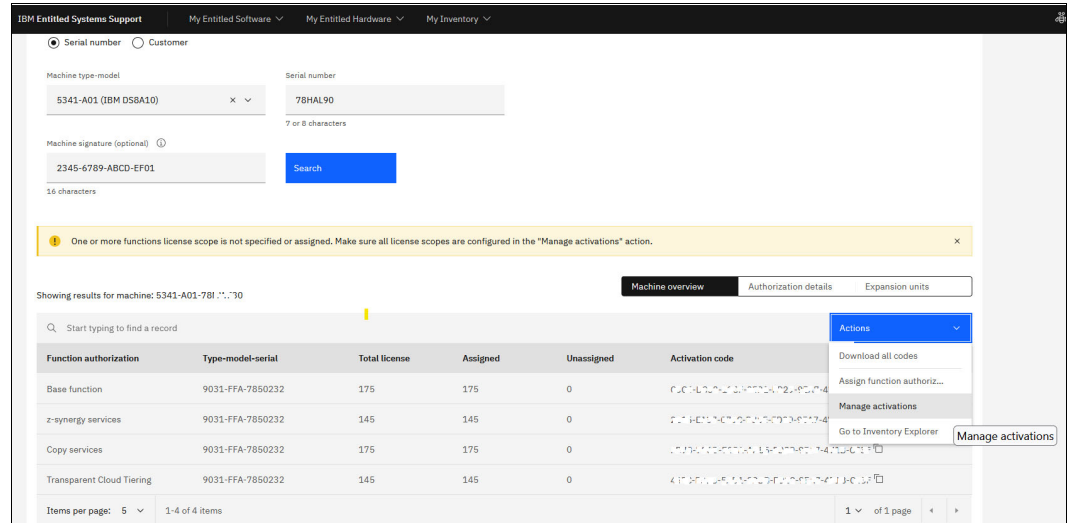 IBM Entitled Systems Support My Entitled Software My Entitled Hardware My Inventory
Serial number Customer
Machine type-model Serial number
5341-A01 (IBM DS8A10) 78HAL90
7 or 8 characters
Machine signature (optional)
2345-6789-ABCD-EF01 Search
16 characters
One or more functions license scope is not specified or assigned. Make sure all license scopes are configured in the "Manage activations" action.
Machine overview Authorization details Expansion units
Showing results for machine: 5341-A01-78
Start typing to find a record Actions
Function authorization Type-model-serial Total license Assigned Unassigned Activation code
Download all codes
Base function 9031-FFA-7850232 175 175 0
Assign function authoriz...
Manage activations
z-synergy services 9031-FFA-7850232 145 145 0
Go to Inventory Explorer
Manage activations
Copy services 9031-FFA-7850232 175 175 0
Transparent Cloud Tiering 9031-FFA-7850232 145 145 0
Items per page: 5 1-4 of 4 items 1 of 1 page